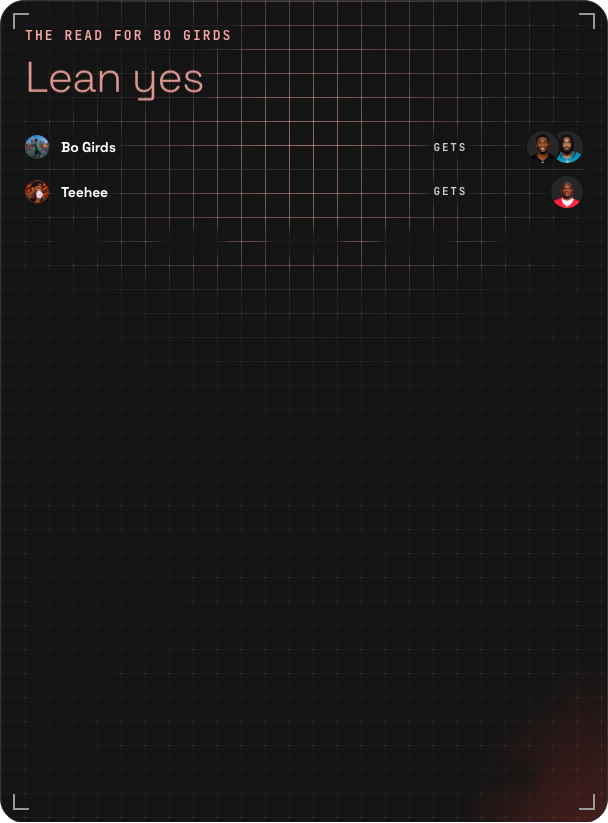 THE READ FOR BO GIRDS
Lean yes
Bo Girds GETS
Teehee GETS